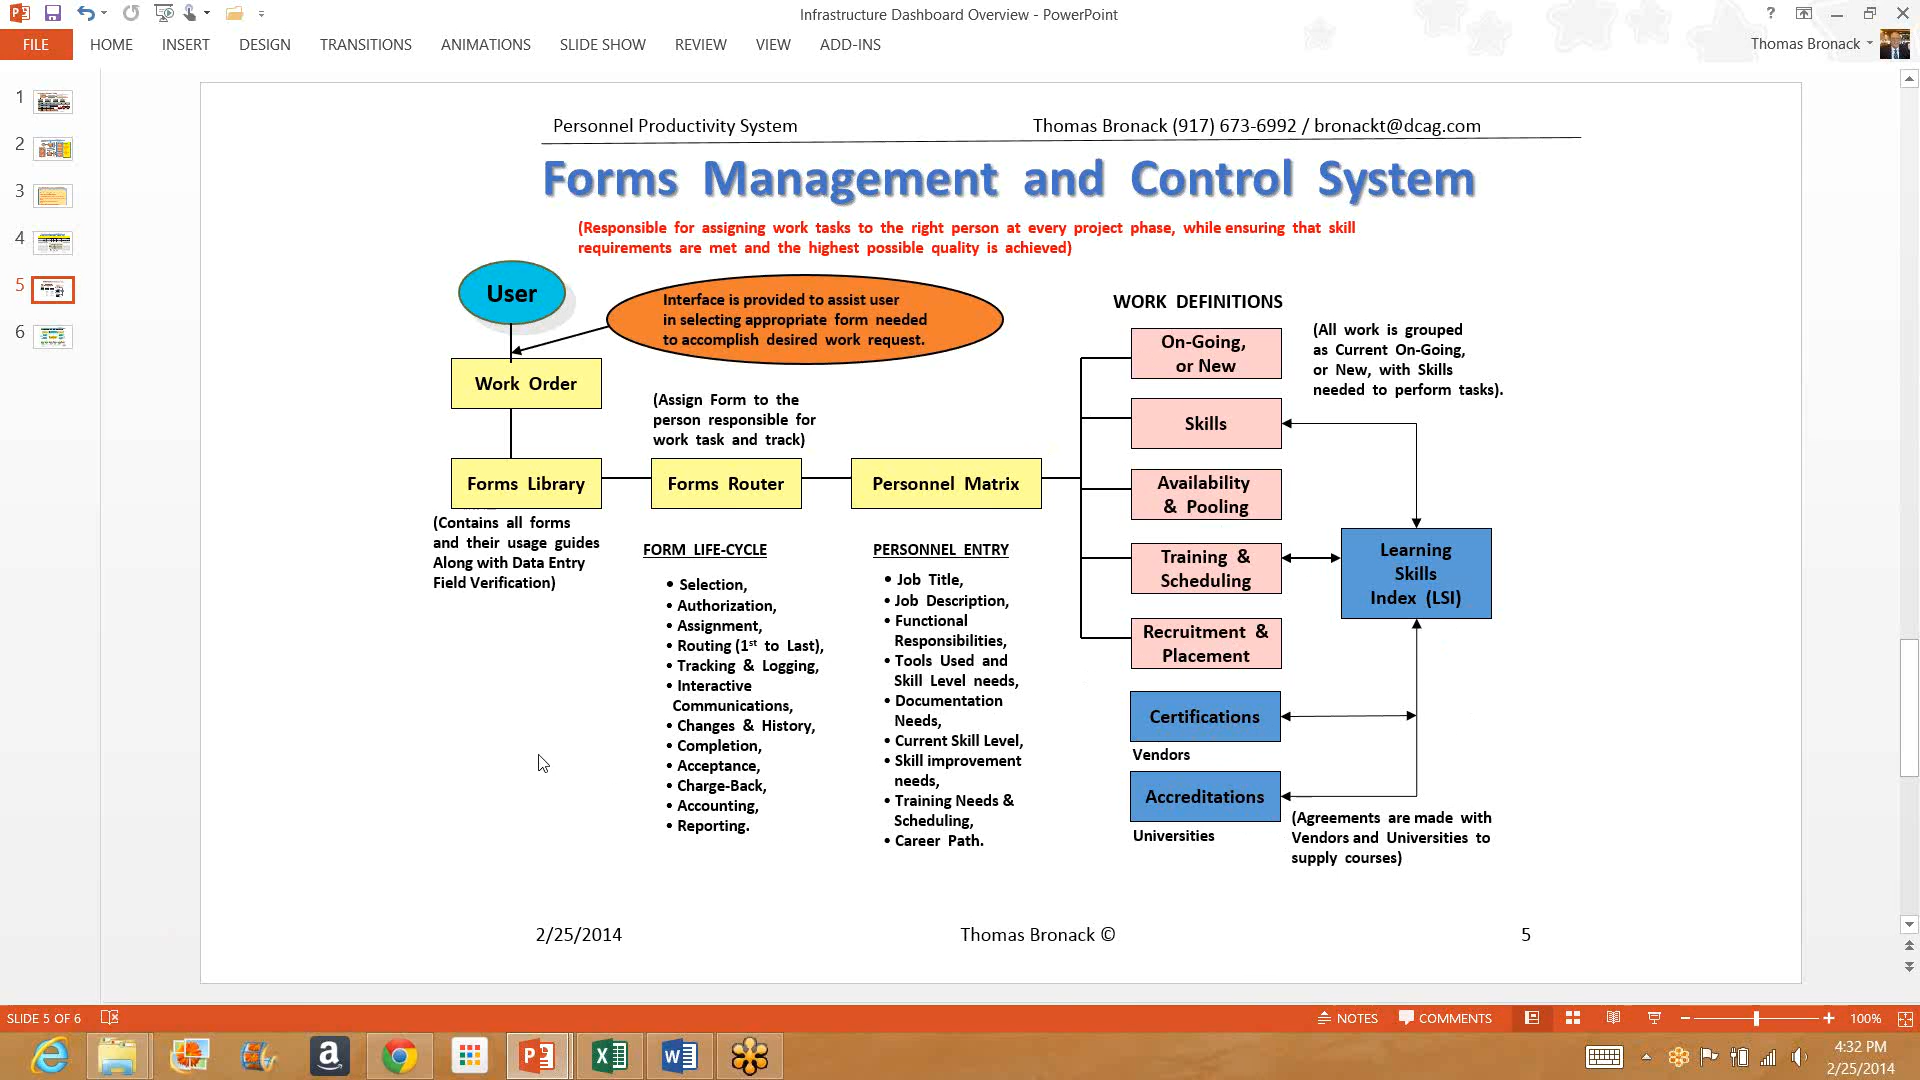 Infrastructure Dashboard Overview - PowerPoint
?
FILE HOME INSERT DESIGN TRANSITIONS ANIMATIONS SLIDE SHOW REVIEW VIEW ADD-INS
Thomas Bronack
1
2
3
4
5
6
Personnel Productivity System
Thomas Bronack (917) 673-6992 / bronackt@dcag.com
Forms Management and Control System
(Responsible for assigning work tasks to the right person at every project phase, while ensuring that skill
requirements are met and the highest possible quality is achieved)
User
Interface is provided to assist user
in selecting appropriate form needed
to accomplish desired work request.
Work Order
(Assign Form to the
person responsible for
work task and track)
Forms Library
Forms Router
Personnel Matrix
(Contains all forms
and their usage guides
Along with Data Entry
Field Verification)
FORM LIFE-CYCLE
• Selection,
• Authorization,
• Assignment,
• Routing (1st to Last),
• Tracking & Logging,
• Interactive
Communications,
• Changes & History,
• Completion,
• Acceptance,
• Charge-Back,
• Accounting,
• Reporting.
PERSONNEL ENTRY
• Job Title,
• Job Description,
• Functional
Responsibilities,
• Tools Used and
Skill Level needs,
• Documentation
Needs,
• Current Skill Level,
• Skill improvement
needs,
• Training Needs &
Scheduling,
• Career Path.
WORK DEFINITIONS
On-Going,
or New
(All work is grouped
as Current On-Going,
or New, with Skills
needed to perform tasks).
Skills
Availability
& Pooling
Training &
Scheduling
Recruitment &
Placement
Learning
Skills
Index (LSI)
Certifications
Vendors
Accreditations
Universities
(Agreements are made with
Vendors and Universities to
supply courses)
2/25/2014
Thomas Bronack ©
5
SLIDE 5 OF 6
NOTES
COMMENTS
100%
4:32 PM
2/25/2014